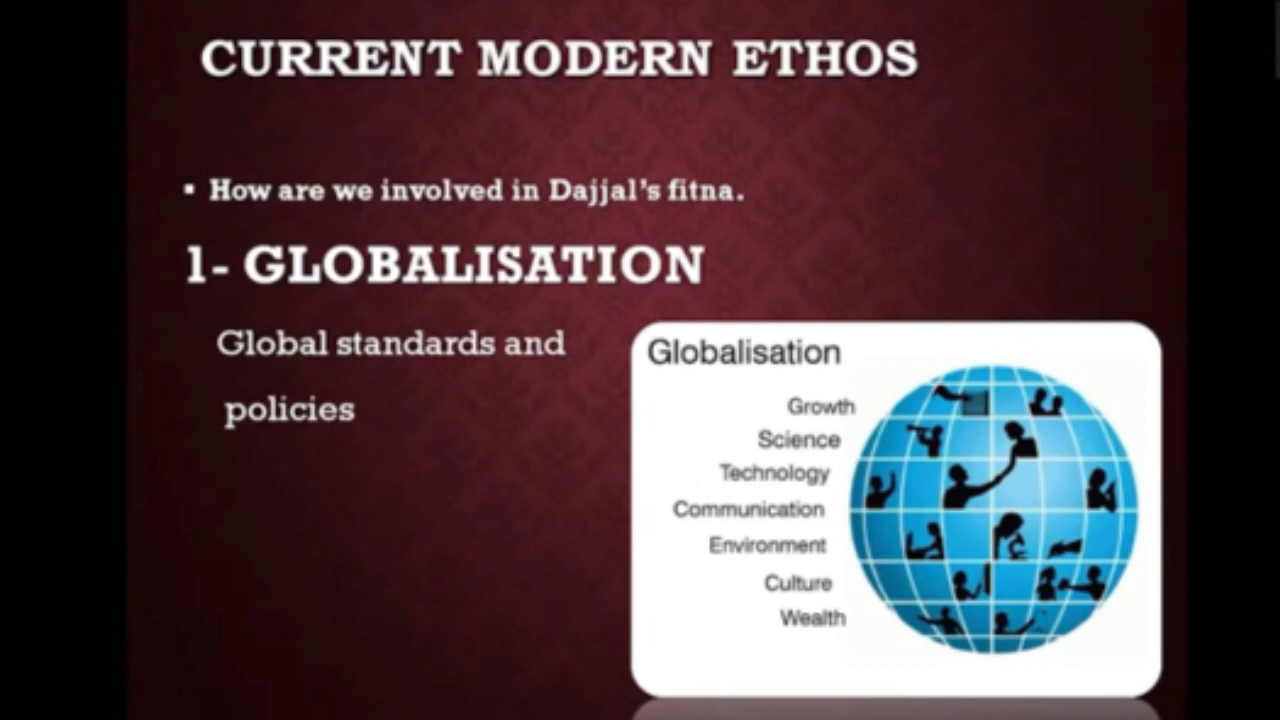 CURRENT MODERN ETHOS
▪ How are we involved in Dajjal's fitna.
1- GLOBALISATION
Global standards and
policies
Globalisation
Growth
Science
Technology
Communication
Environment
Culture
Wealth